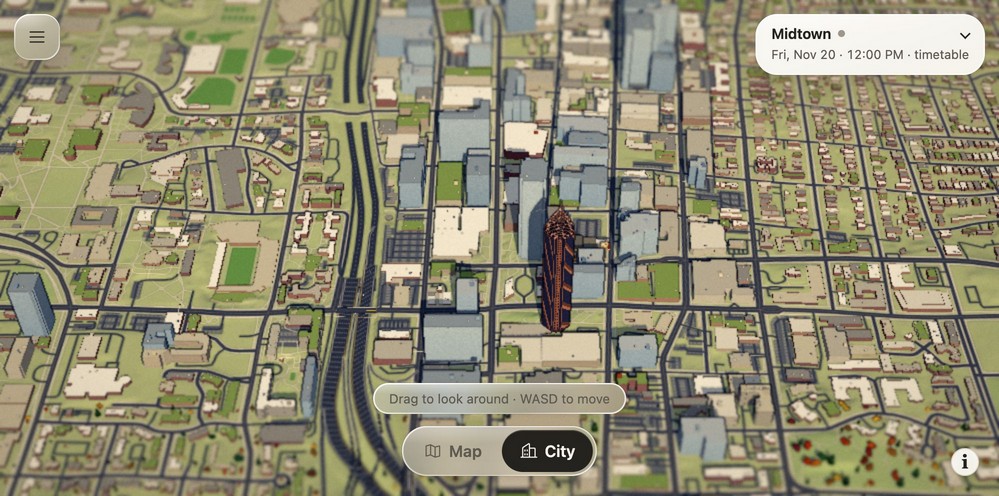 Midtown
Fri, Nov 20 · 12:00 PM · timetable
Drag to look around · WASD to move
Map
City
i